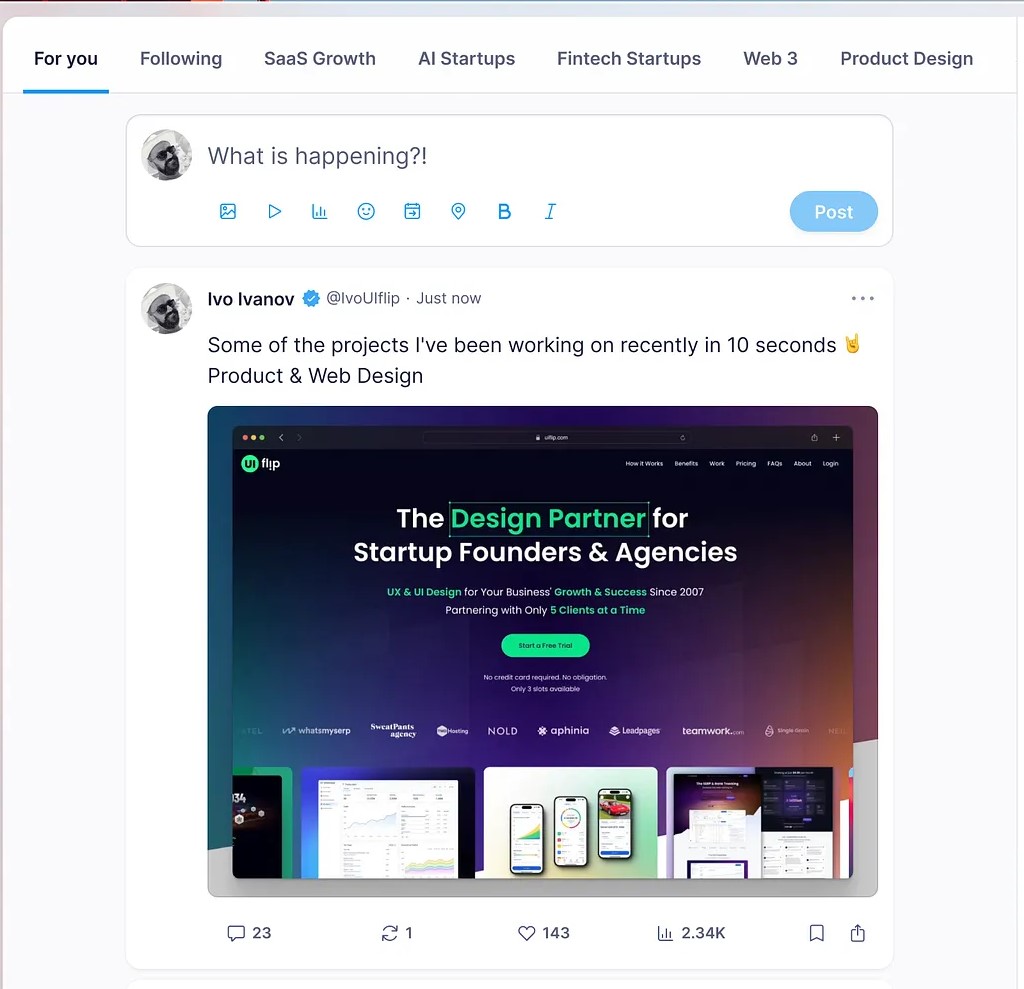 For you Following SaaS Growth AI Startups Fintech Startups Web 3 Product Design
What is happening?!
B I
Post
Ivo Ivanov @IvoUIflip · Just now
Some of the projects I've been working on recently in 10 seconds 🤘
Product & Web Design
uiflip.com
UI flip
How it Works Benefits Work Pricing FAQs About Login
The Design Partner for
Startup Founders & Agencies
UX & UI Design for Your Business' Growth & Success Since 2007
Partnering with Only 5 Clients at a Time
Start a Free Trial
No credit card required. No obligation.
Only 3 slots available
whatsmyserp SweatPants agency Hosting NOLD aphinia Leadpages teamwork.com
23 1 143 2.34K